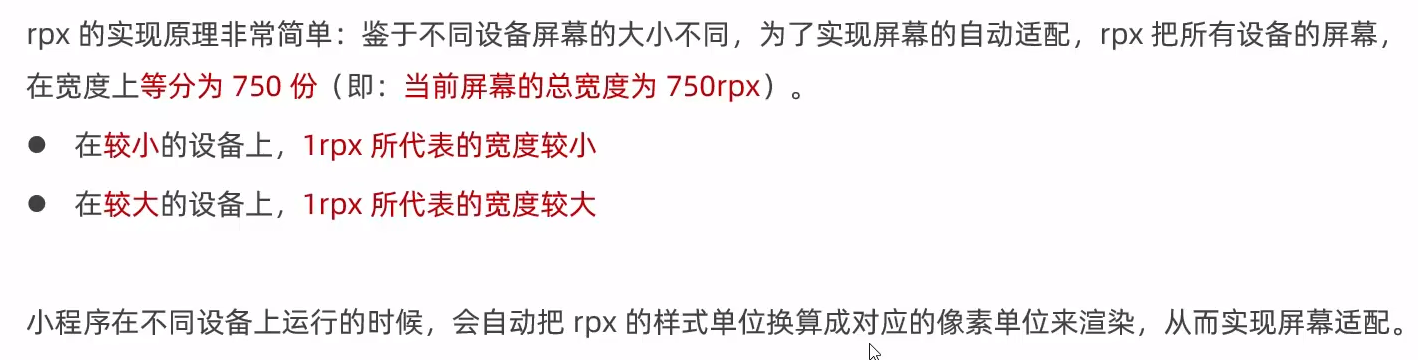 rpx 的实现原理非常简单：鉴于不同设备屏幕的大小不同，为了实现屏幕的自动适配，rpx 把所有设备的屏幕，
在宽度上等分为 750 份（即：当前屏幕的总宽度为 750rpx）。
● 在较小的设备上，1rpx 所代表的宽度较小
● 在较大的设备上，1rpx 所代表的宽度较大
小程序在不同设备上运行的时候，会自动把 rpx 的样式单位换算成对应的像素单位来渲染，从而实现屏幕适配。